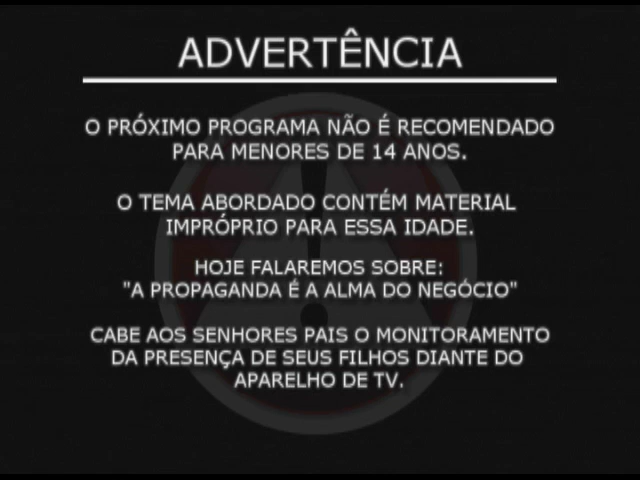 ADVERTÊNCIA
O PRÓXIMO PROGRAMA NÃO É RECOMENDADO
PARA MENORES DE 14 ANOS.
O TEMA ABORDADO CONTÉM MATERIAL
IMPRÓPRIO PARA ESSA IDADE.
HOJE FALAREMOS SOBRE:
"A PROPAGANDA É A ALMA DO NEGÓCIO"
CABE AOS SENHORES PAIS O MONITORAMENTO
DA PRESENÇA DE SEUS FILHOS DIANTE DO
APARELHO DE TV.